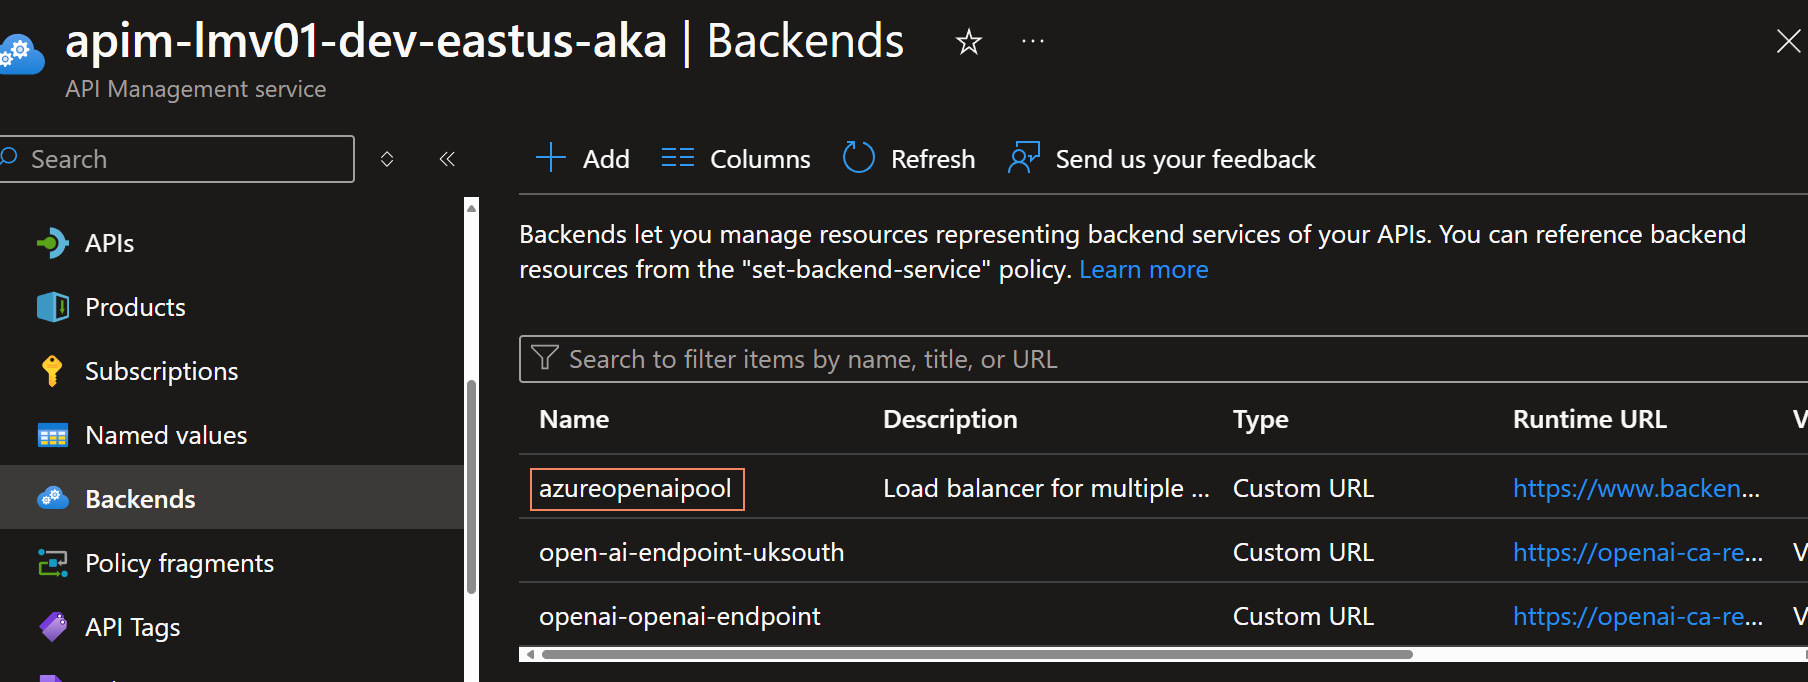 apim-lmv01-dev-eastus-aka | Backends
API Management service
Search
APIs
Products
Subscriptions
Named values
Backends
Policy fragments
API Tags
Add
Columns
Refresh
Send us your feedback
Backends let you manage resources representing backend services of your APIs. You can reference backend
resources from the "set-backend-service" policy. Learn more
Search to filter items by name, title, or URL
Name Description Type Runtime URL V
azureopenaipool Load balancer for multiple ... Custom URL https://www.backen...
open-ai-endpoint-uksouth Custom URL https://openai-ca-re... V
openai-openai-endpoint Custom URL https://openai-ca-re... V